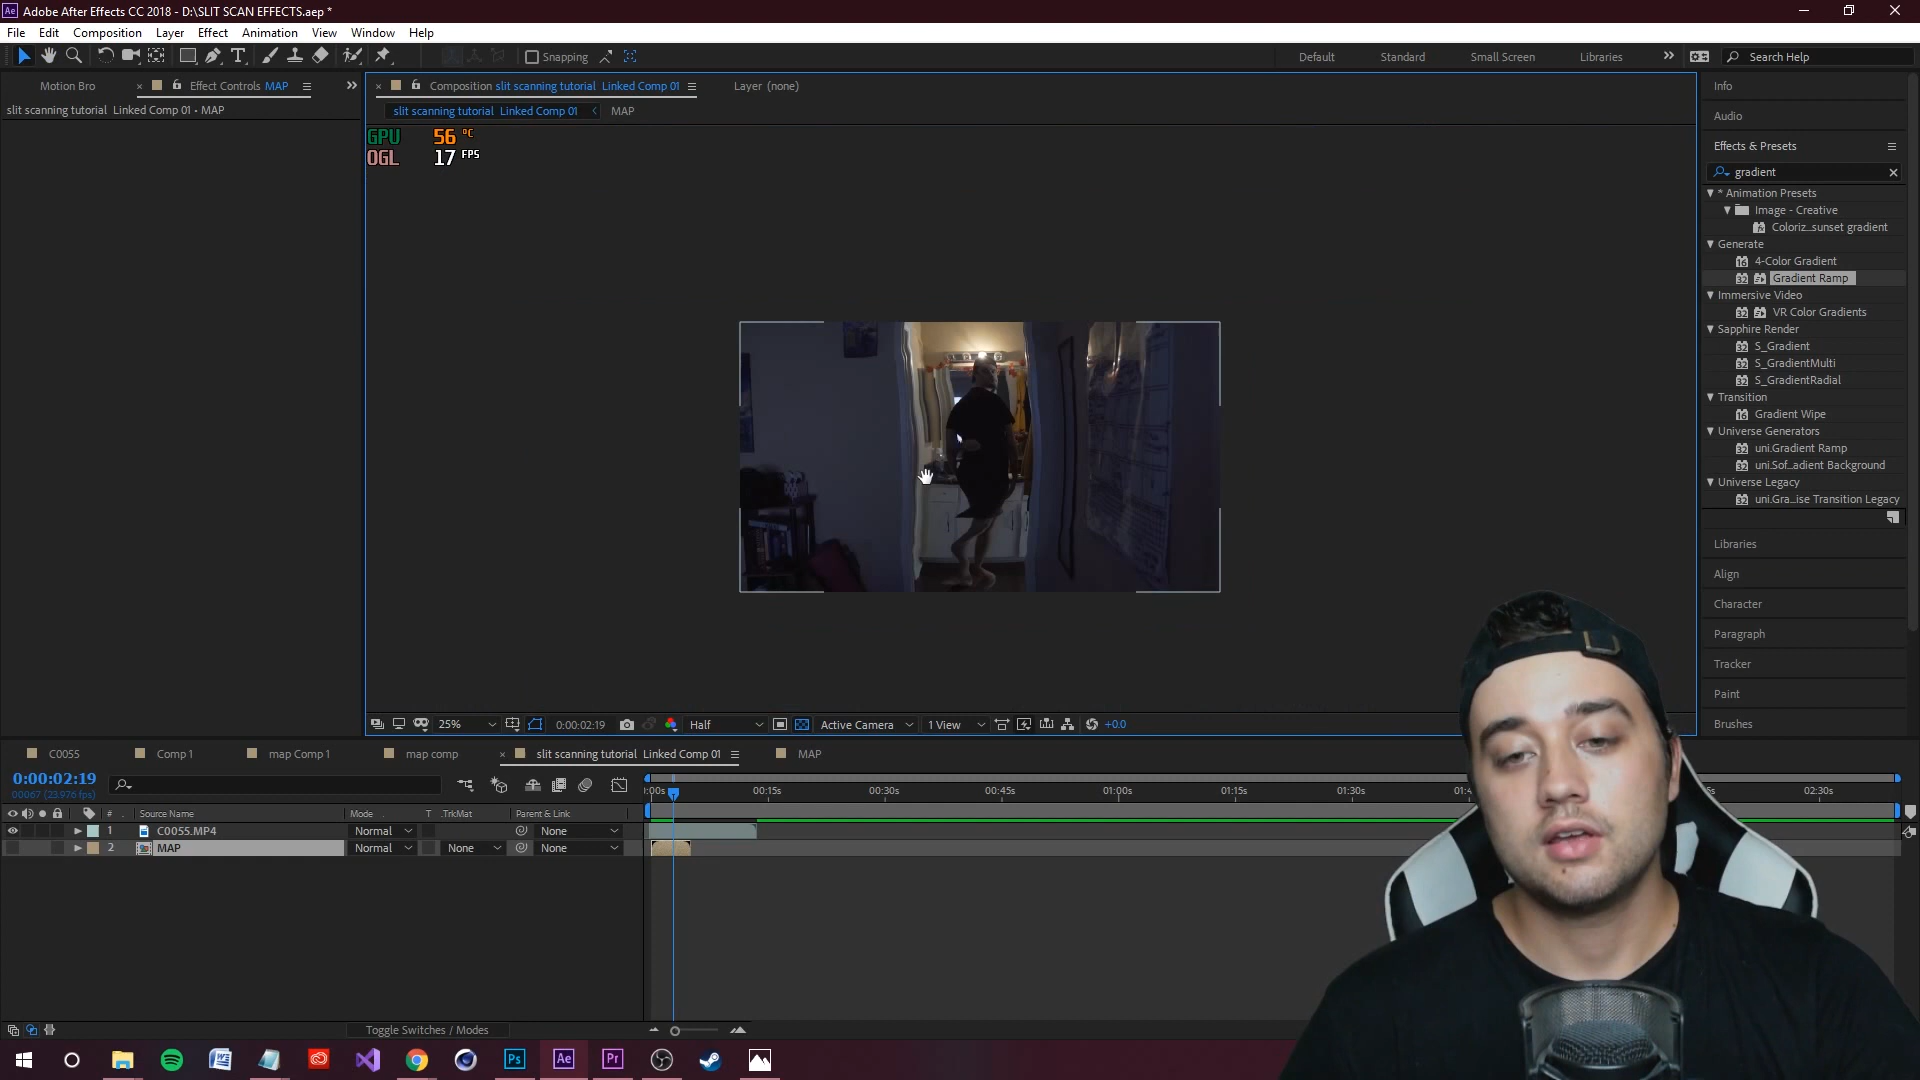 Adobe After Effects CC 2018 - D:\SLIT SCAN EFFECTS.aep *
File Edit Composition Layer Effect Animation View Window Help
Snapping
Default Standard Small Screen Libraries Search Help
Motion Bro Effect Controls MAP
Composition slit scanning tutorial Linked Comp 01 Layer (none)
Info
slit scanning tutorial Linked Comp 01 • MAP
slit scanning tutorial Linked Comp 01 MAP
Audio
GPU 56 °C
OGL 17 FPS
Effects & Presets
gradient
* Animation Presets
Image - Creative
Coloriz...sunset gradient
Generate
4-Color Gradient
Gradient Ramp
Immersive Video
VR Color Gradients
Sapphire Render
S_Gradient
S_GradientMulti
S_GradientRadial
Transition
Gradient Wipe
Universe Generators
uni.Gradient Ramp
uni.Sof...adient Background
Universe Legacy
uni.Gra...ise Transition Legacy
Libraries
Align
Character
Paragraph
Tracker
Paint
Brushes
25% 0:00:02:19 Half Active Camera 1 View +0.0
C0055 Comp 1 map Comp 1 map comp slit scanning tutorial Linked Comp 01 MAP
0:00:02:19
00067 (23.976 fps)
:00s 00:15s 00:30s 00:45s 01:00s 01:15s 01:30s 02:30s
# Source Name Mode T .TrkMat Parent & Link
1 C0055.MP4 Normal None
2 MAP Normal None None
Toggle Switches / Modes
Ps Ae Pr